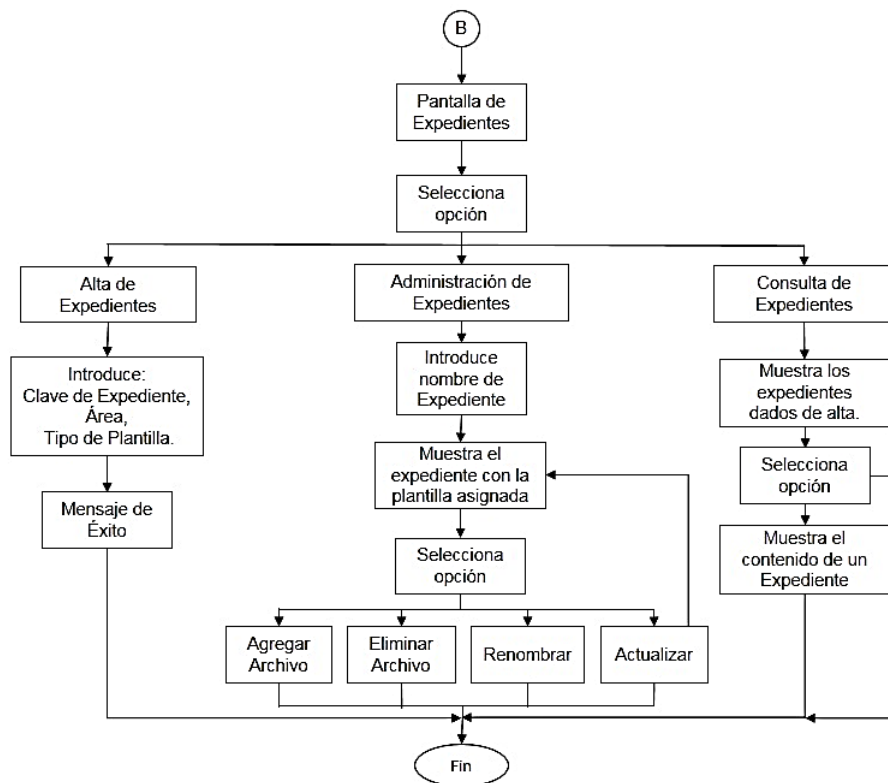 B
Pantalla de
Expedientes
Selecciona
opción
Alta de
Expedientes
Administración de
Expedientes
Consulta de
Expedientes
Introduce:
Clave de Expediente,
Área,
Tipo de Plantilla.
Introduce
nombre de
Expediente
Muestra los
expedientes
dados de alta.
Mensaje de
Éxito
Muestra el
expediente con la
plantilla asignada
Selecciona
opción
Selecciona
opción
Muestra el
contenido de un
Expediente
Agregar
Archivo
Eliminar
Archivo
Renombrar
Actualizar
Fin